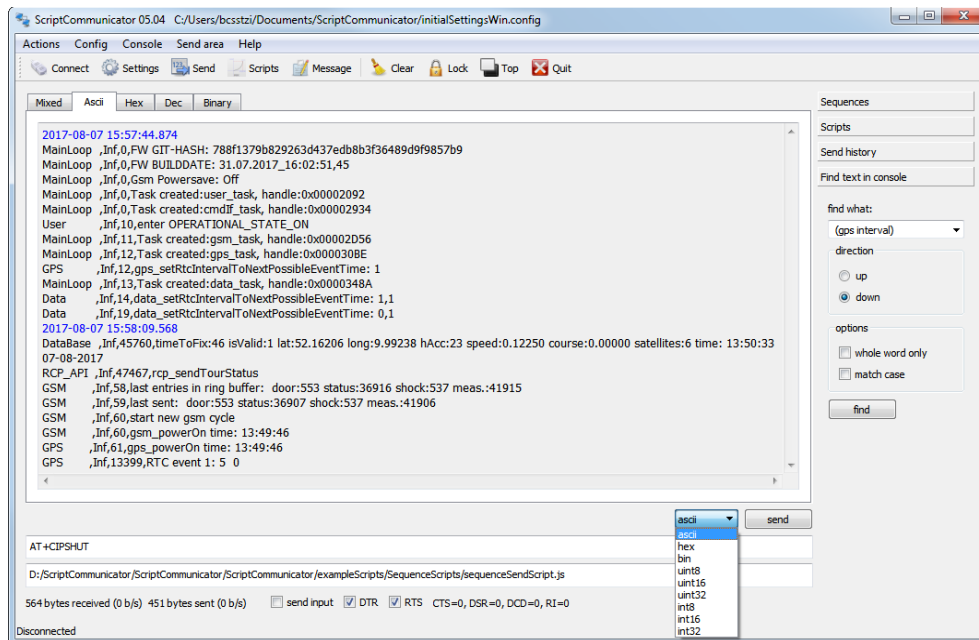 ScriptCommunicator 05.04   C:/Users/bcsstzi/Documents/ScriptCommunicator/initialSettingsWin.config
Actions Config Console Send area Help
Connect Settings Send Scripts Message Clear Lock Top Quit
Mixed Ascii Hex Dec Binary
2017-08-07 15:57:44.874
MainLoop ,Inf,0,FW GIT-HASH: 788f1379b829263d437edb8b3f36489d9f9857b9
MainLoop ,Inf,0,FW BUILDDATE: 31.07.2017_16:02:51,45
MainLoop ,Inf,0,Gsm Powersave: Off
MainLoop ,Inf,0,Task created:user_task, handle:0x00002092
MainLoop ,Inf,0,Task created:cmdIf_task, handle:0x00002934
User ,Inf,10,enter OPERATIONAL_STATE_ON
MainLoop ,Inf,11,Task created:gsm_task, handle:0x00002D56
MainLoop ,Inf,12,Task created:gps_task, handle:0x000030BE
GPS ,Inf,12,gps_setRtcIntervalToNextPossibleEventTime: 1
MainLoop ,Inf,13,Task created:data_task, handle:0x0000348A
Data ,Inf,14,data_setRtcIntervalToNextPossibleEventTime: 1,1
Data ,Inf,19,data_setRtcIntervalToNextPossibleEventTime: 0,1
2017-08-07 15:58:09.568
DataBase ,Inf,45760,timeToFix:46 isValid:1 lat:52.16206 long:9.99238 hAcc:23 speed:0.12250 course:0.00000 satellites:6 time: 13:50:33
07-08-2017
RCP_API ,Inf,47467,rcp_sendTourStatus
GSM ,Inf,58,last entries in ring buffer: door:553 status:36916 shock:537 meas.:41915
GSM ,Inf,59,last sent: door:553 status:36907 shock:537 meas.:41906
GSM ,Inf,60,start new gsm cycle
GSM ,Inf,60,gsm_powerOn time: 13:49:46
GPS ,Inf,61,gps_powerOn time: 13:49:46
GPS ,Inf,13399,RTC event 1: 5 0
Sequences
Scripts
Send history
Find text in console
find what:
(gps interval)
direction
up
down
options
whole word only
match case
find
ascii send
ascii
hex
bin
uint8
uint16
uint32
int8
int16
int32
AT+CIPSHUT
D:/ScriptCommunicator/ScriptCommunicator/ScriptCommunicator/exampleScripts/SequenceScripts/sequenceSendScript.js
564 bytes received (0 b/s) 451 bytes sent (0 b/s) send input DTR RTS CTS=0, DSR=0, DCD=0, RI=0
Disconnected